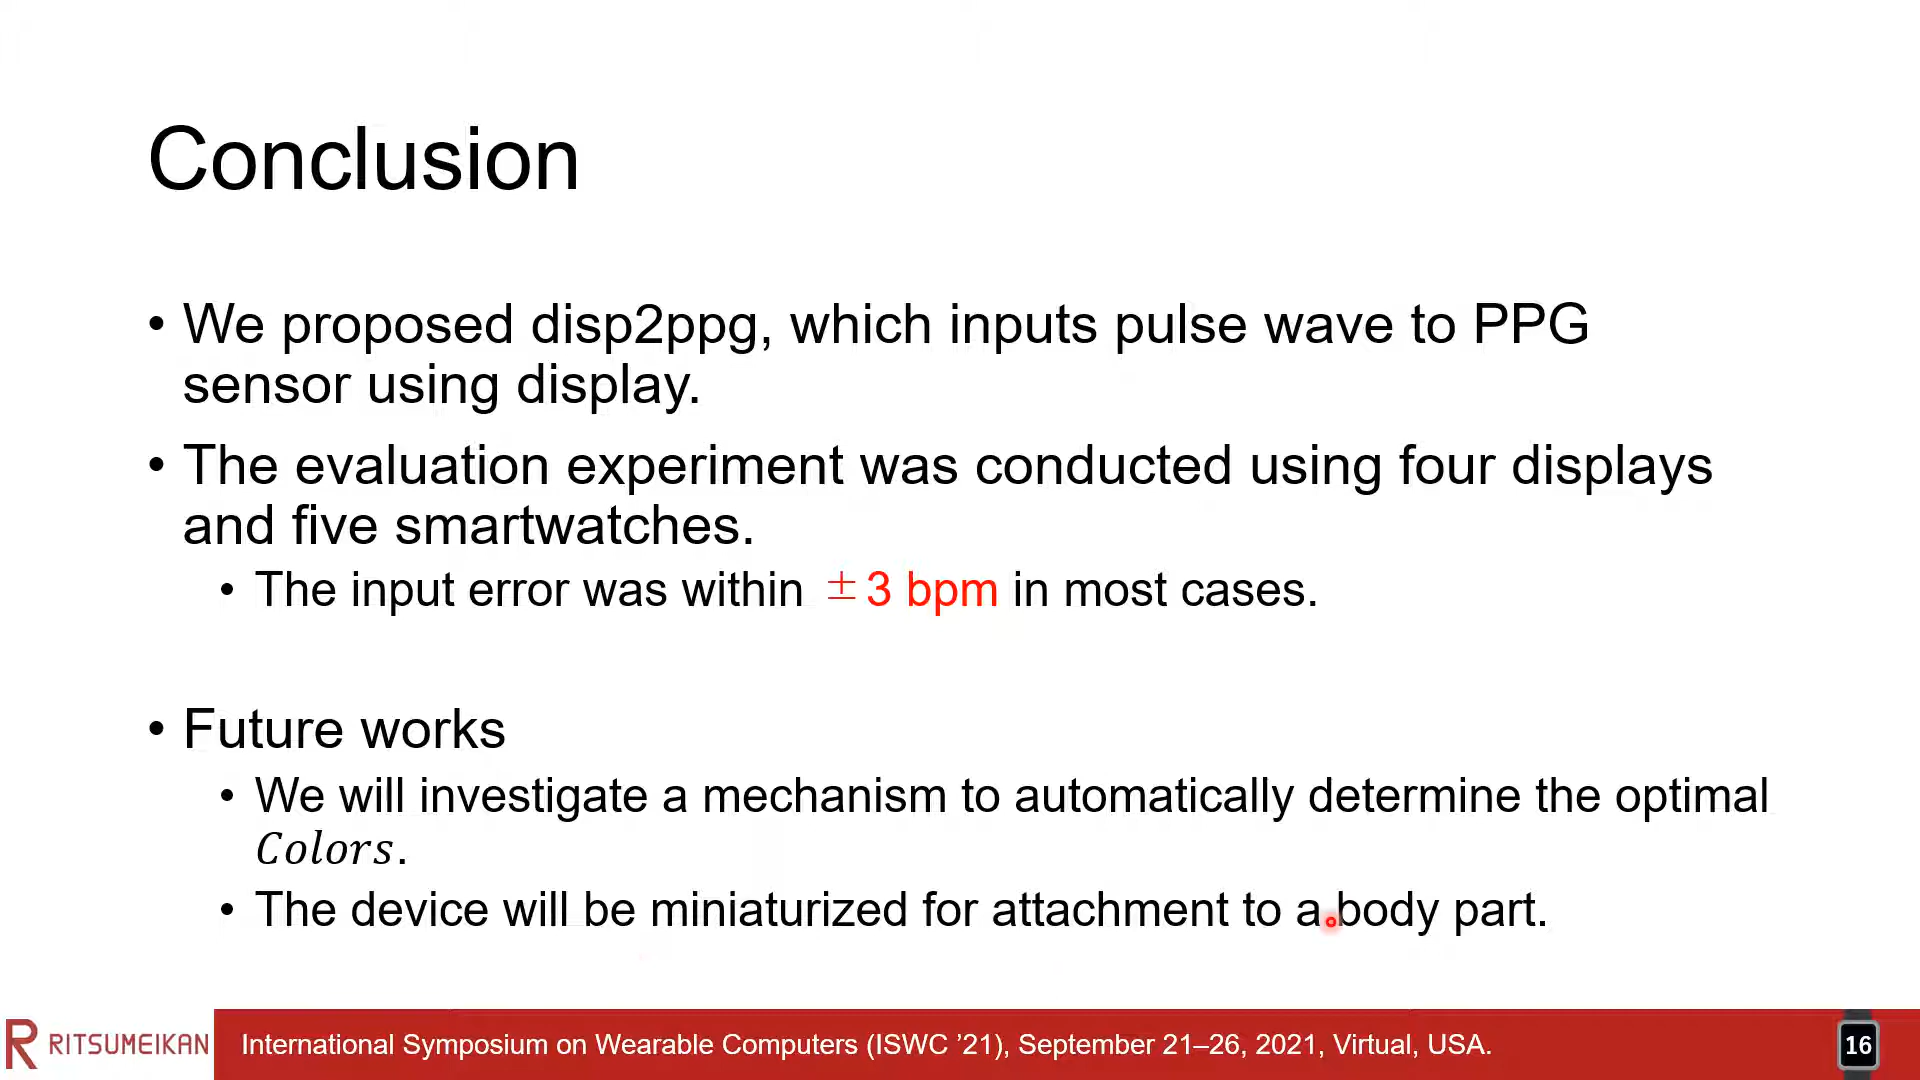 Conclusion
• We proposed disp2ppg, which inputs pulse wave to PPG
sensor using display.
• The evaluation experiment was conducted using four displays
and five smartwatches.
• The input error was within ±3 bpm in most cases.
• Future works
• We will investigate a mechanism to automatically determine the optimal
Colors.
• The device will be miniaturized for attachment to a body part.
R RITSUMEIKAN
International Symposium on Wearable Computers (ISWC ’21), September 21–26, 2021, Virtual, USA.
16